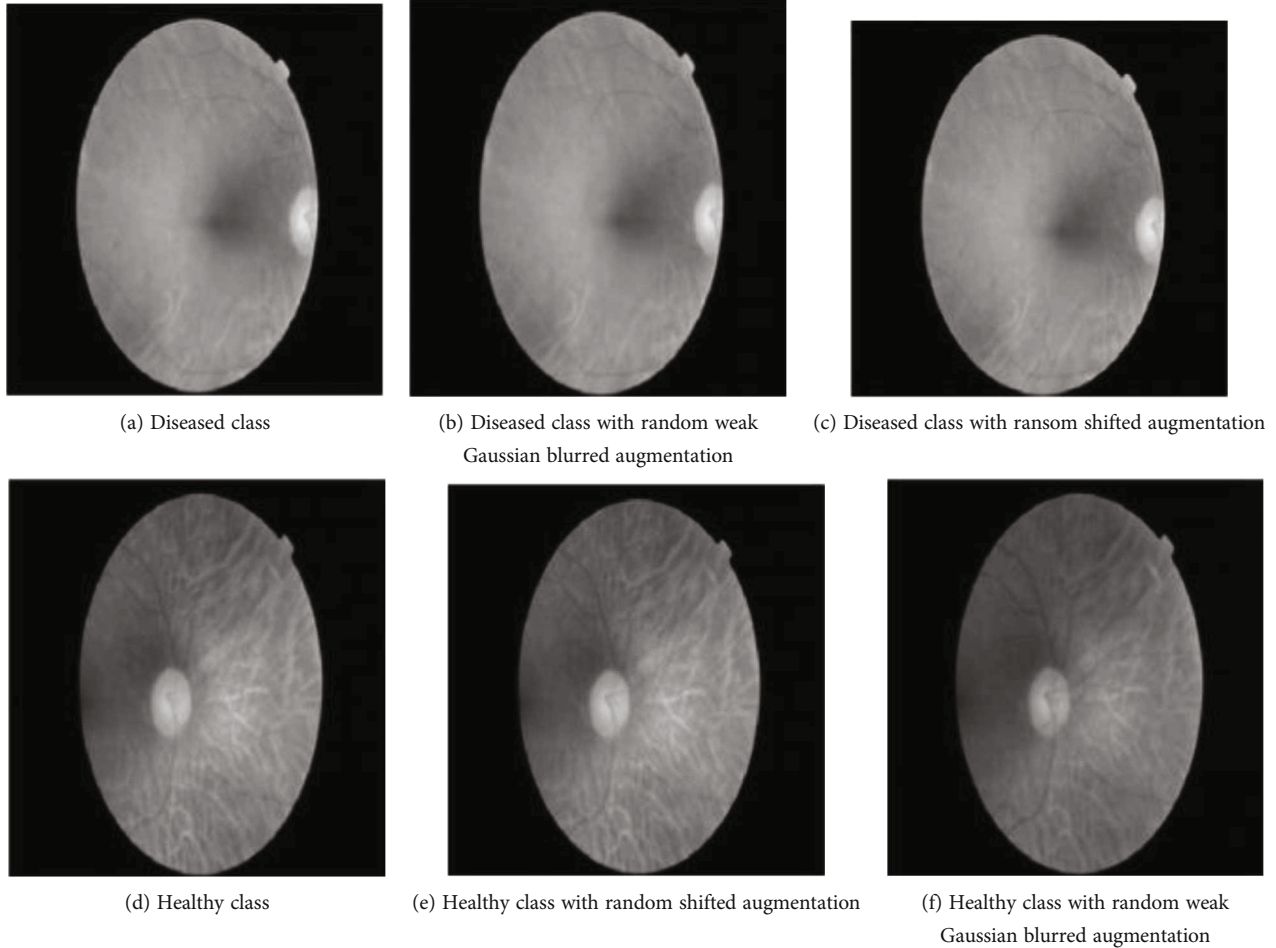 (a) Diseased class
(b) Diseased class with random weak
Gaussian blurred augmentation
(c) Diseased class with ransom shifted augmentation
(d) Healthy class
(e) Healthy class with random shifted augmentation
(f) Healthy class with random weak
Gaussian blurred augmentation